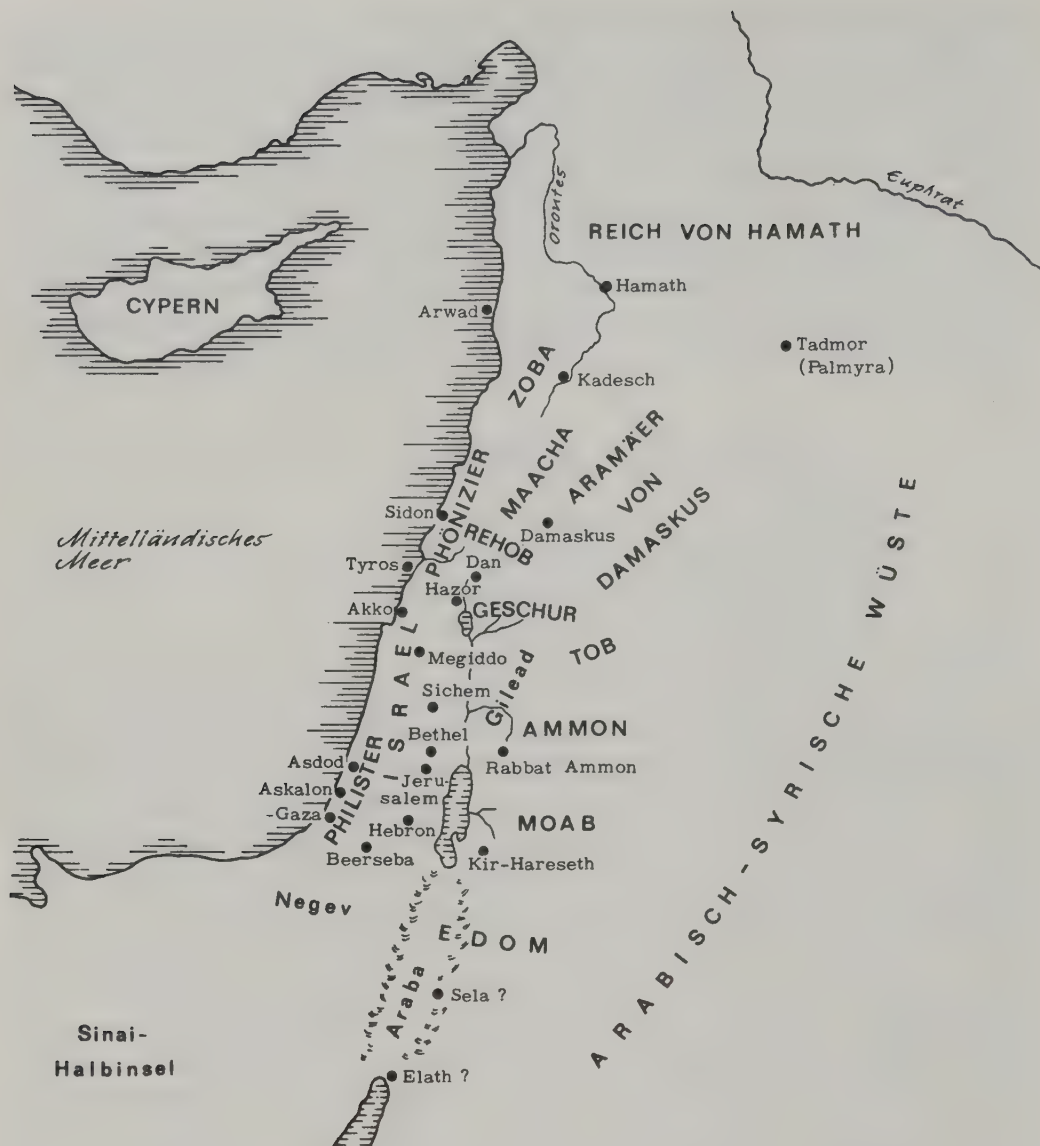 Euphrat
Orontes
REICH VON HAMATH
Hamath
CYPERN
Arwad
Tadmor
(Palmyra)
ZOBA
Kadesch
MAACHA
ARAMÄER
VON
DAMASKUS
PHÖNIZIER
Sidon
REHOB
Damaskus
Mittelländisches
Meer
Tyros
Dan
Hazor
Akko
GESCHUR
ISRAEL
Megiddo
TOB
Gilead
Sichem
AMMON
Bethel
Rabbat Ammon
Asdod
PHILISTER
Jeru-
salem
Askalon
-Gaza
MOAB
Hebron
Beerseba
Kir-Hareseth
Negev
EDOM
Araba
Sela ?
ARABISCH-SYRISCHE WÜSTE
Sinai-
Halbinsel
Elath ?